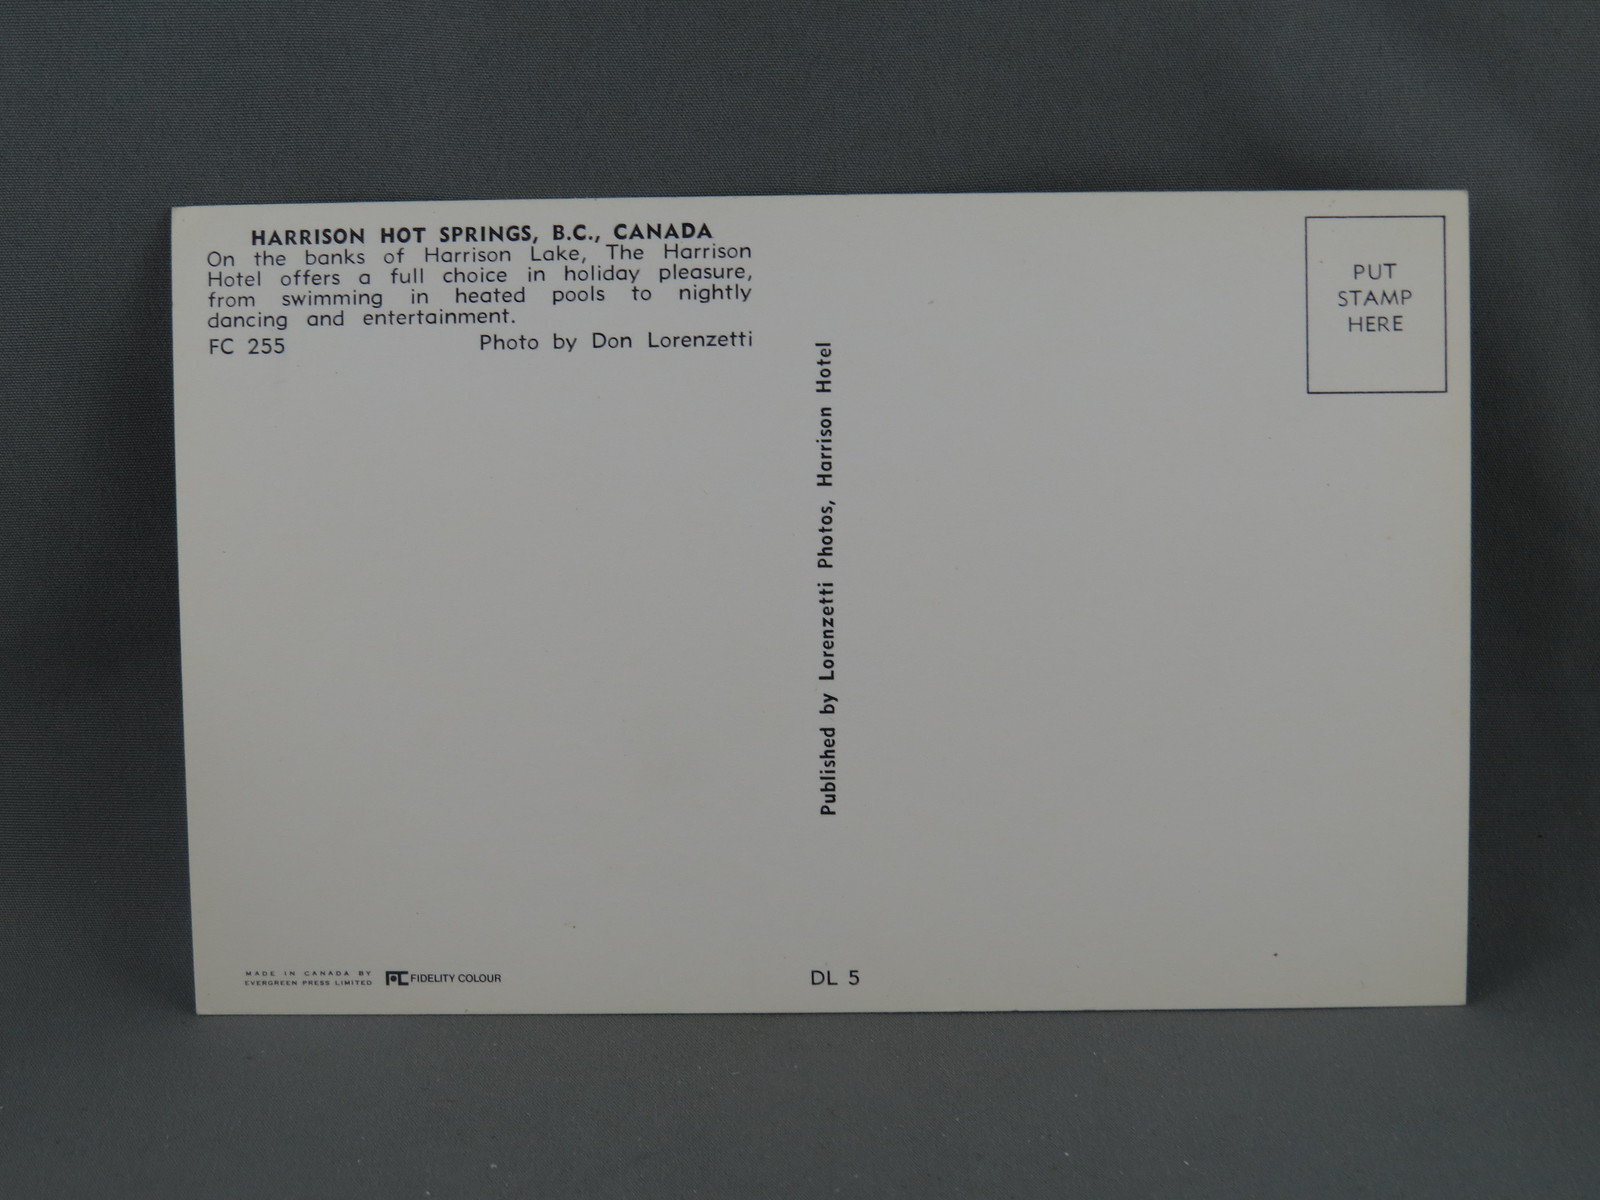 HARRISON HOT SPRINGS, B.C., CANADA
On the banks of Harrison Lake, The Harrison
Hotel offers a full choice in holiday pleasure,
from swimming in heated pools to nightly
dancing and entertainment.
FC 255 Photo by Don Lorenzetti
Published by Lorenzetti Photos, Harrison Hotel
PUT
STAMP
HERE
MADE IN CANADA BY
EVERGREEN PRESS LIMITED
FC FIDELITY COLOUR
DL 5